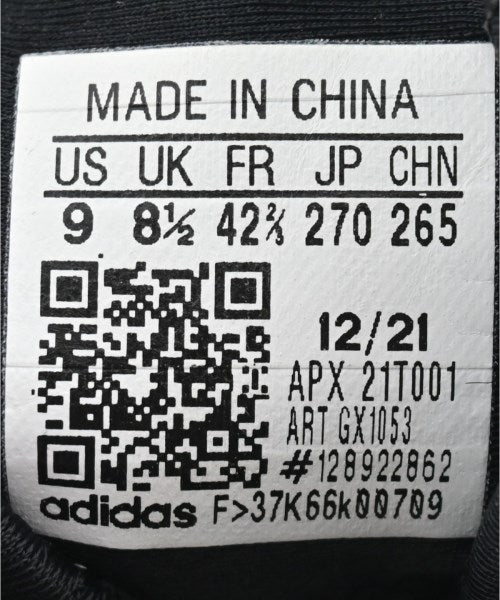 MADE IN CHINA
US UK FR JP CHN
9 8½ 42⅔ 270 265
12/21
APX 21T001
ART GX1053
#128922862
adidas F>37K66k00709